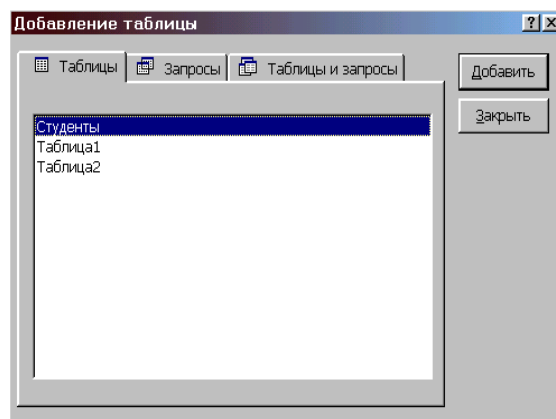 Добавление таблицы
Таблицы Запросы Таблицы и запросы
Добавить
Закрыть
Студенты
Таблица1
Таблица2